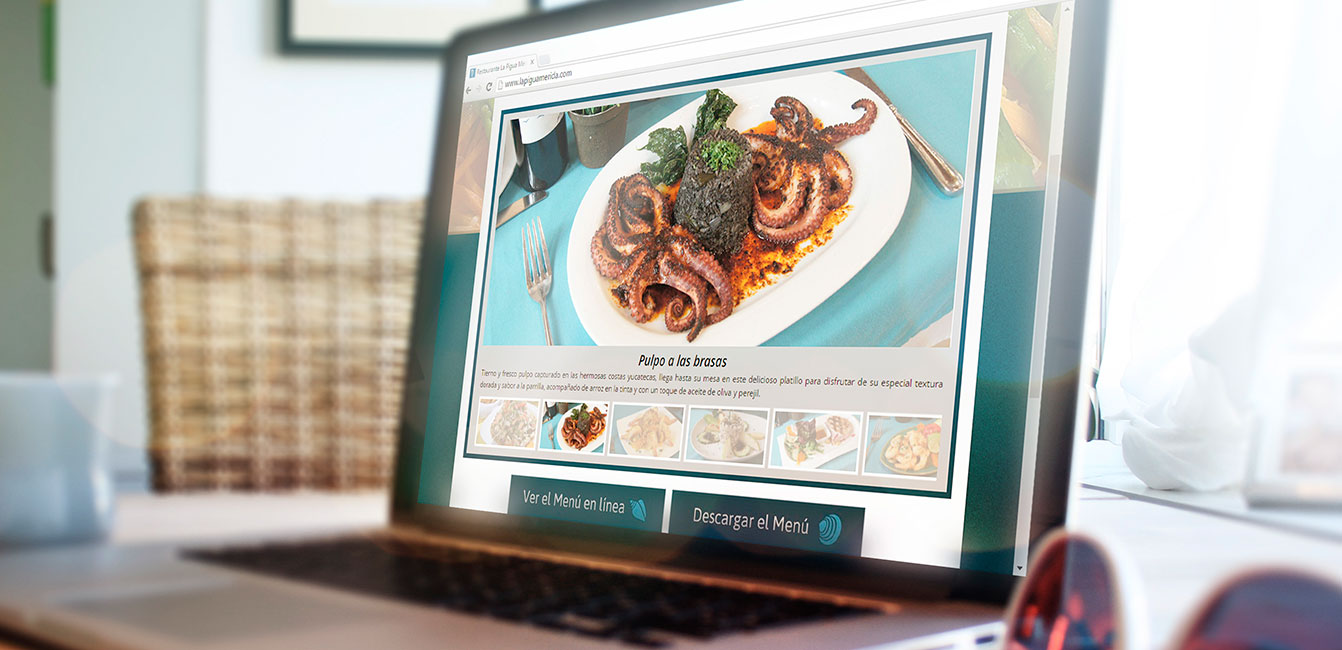 Restaurante La Pigua Mé
www.lapiguamerida.com
Pulpo a las brasas
Tierno y fresco pulpo capturado en las hermosas costas yucatecas, llega hasta su mesa en este delicioso platillo para disfrutar de su especial textura
dorada y sabor a la parrilla, acompañado de arroz en la tinta y con un toque de aceite de oliva y perejil.
Ver el Menú en línea
Descargar el Menú